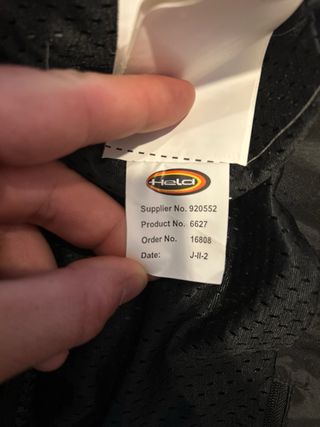 Held
Supplier No. 920552
Product No. 6627
Order No. 16808
Date: J-II-2